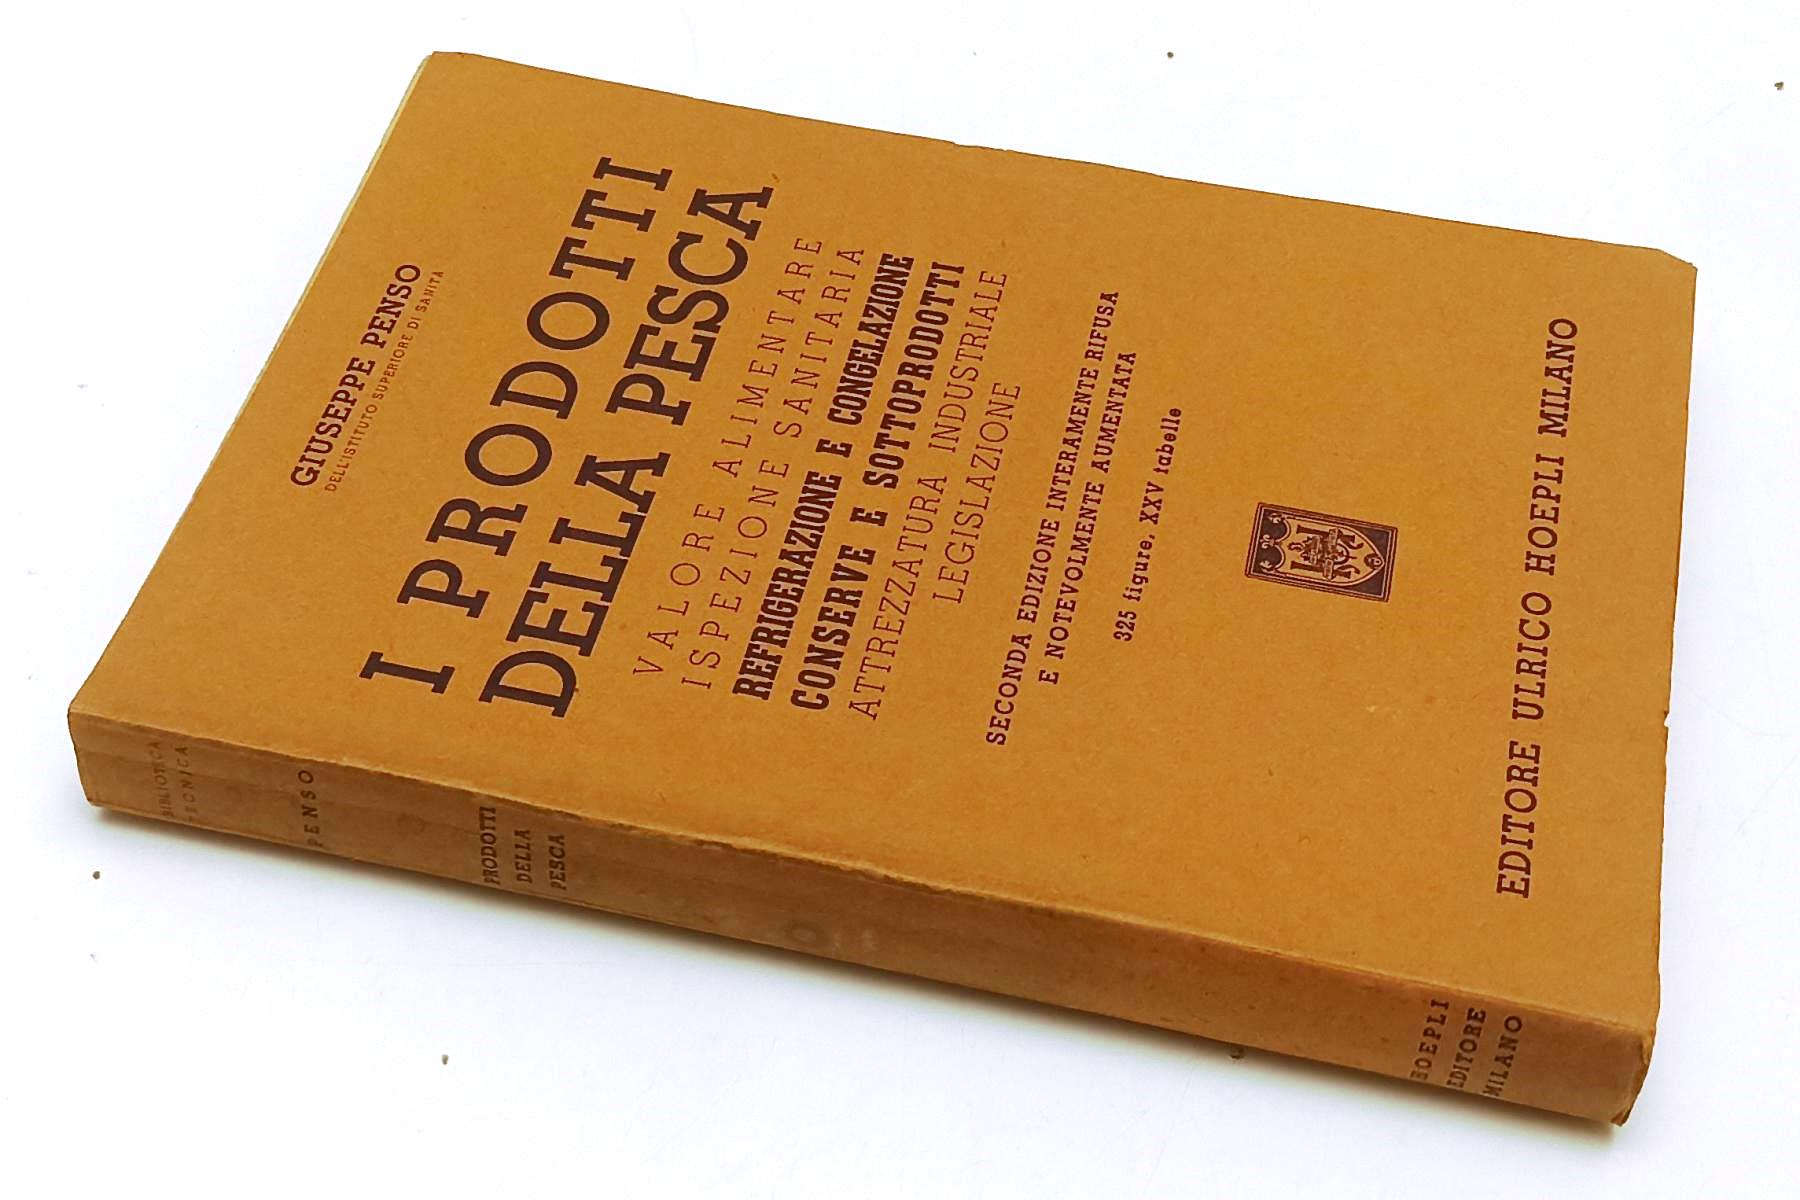 GIUSEPPE PENSO
DELL'ISTITUTO SUPERIORE DI SANITA
I PRODOTTI
DELLA PESCA
VALORE ALIMENTARE
ISPEZIONE SANITARIA
REFRIGERAZIONE E CONGELAZIONE
CONSERVE E SOTTOPRODOTTI
ATTREZZATURA INDUSTRIALE
LEGISLAZIONE
SECONDA EDIZIONE INTERAMENTE RIFUSA
E NOTEVOLMENTE AUMENTATA
325 figure, XXV tabelle
EDITORE ULRICO HOEPLI MILANO
BIBLIOTECA
TECNICA
PENSO
PRODOTTI
DELLA
PESCA
HOEPLI
EDITORE
MILANO